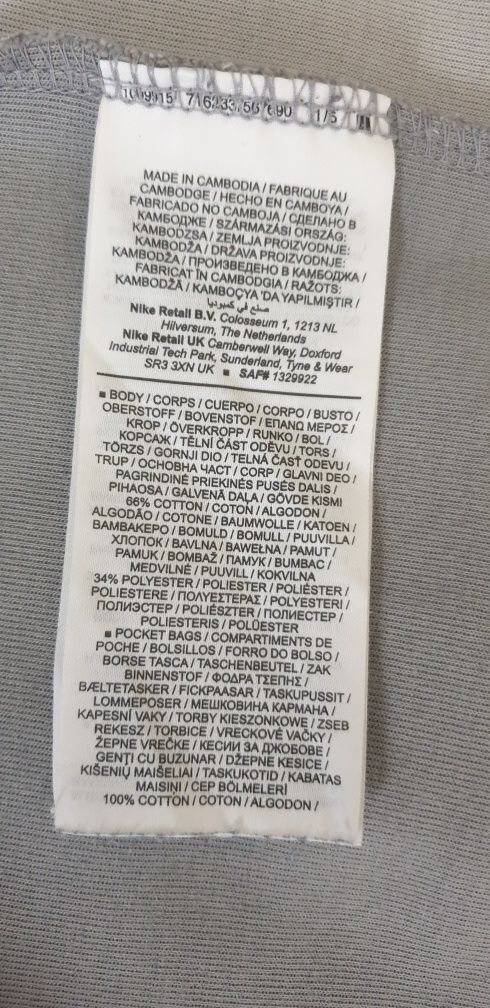 1/5
MADE IN CAMBODIA / FABRIQUE AU
CAMBODGE / HECHO EN CAMBOYA /
FABRICADO NO CAMBOJA / СДЕЛАНО В
КАМБОДЖЕ / SZÁRMAZÁSI ORSZÁG:
KAMBODZSA / ZEMLJA PROIZVODNJE:
KAMBODŽA / DRŽAVA PROIZVODNJE:
KAMBODŽA / ПРОИЗВЕДЕНО В КАМБОДЖА /
FABRICAT ÎN CAMBODGIA / RAŽOTS:
KAMBODŽĀ / KAMBOÇYA 'DA YAPILMIŞTIR /
صنع في كمبوديا
Nike Retail B.V. Colosseum 1, 1213 NL
Hilversum, The Netherlands
Nike Retail UK Camberwell Way, Doxford
Industrial Tech Park, Sunderland, Tyne & Wear
SR3 3XN UK ■ SAF# 1329922
■ BODY / CORPS / CUERPO / CORPO / BUSTO /
OBERSTOFF / BOVENSTOF / ΕΠΑΝΩ ΜΕΡΟΣ /
KROP / ÖVERKROPP / RUNKO / BOL /
КОРСАЖ / TĚLNÍ ČÁST ODĚVU / TORS /
TÖRZS / GORNJI DIO / TELNÁ ČASŤ ODEVU /
TRUP / ОСНОВНА ЧАСТ / CORP / GLAVNI DEO /
PAGRINDINĖ PRIEKINĖS PUSĖS DALIS /
PIHAOSA / GALVENĀ DAĻA / GÖVDE KISMI
66% COTTON / COTON / ALGODON /
ALGODÃO / COTONE / BAUMWOLLE / KATOEN /
ΒΑΜΒΑΚΕΡΟ / BOMULD / BOMULL / PUUVILLA /
ХЛОПОК / BAVLNA / BAWEŁNA / PAMUT /
PAMUK / BOMBAŽ / ПАМУК / BUMBAC /
MEDVILNĖ / PUUVILL / KOKVILNA
34% POLYESTER / POLIESTER / POLIÉSTER /
POLIESTERE / ΠΟΛΥΕΣΤΕΡΑΣ / POLYESTERI /
ПОЛИЭСТЕР / POLIÉSZTER / ПОЛИЕСТЕР /
POLIESTERIS / POLÜESTER
■ POCKET BAGS / COMPARTIMENTS DE
POCHE / BOLSILLOS / FORRO DO BOLSO /
BORSE TASCA / TASCHENBEUTEL / ZAK
BINNENSTOF / ΦΟΔΡΑ ΤΣΕΠΗΣ /
BÆLTETASKER / FICKPAASAR / TASKUPUSSIT /
LOMMEPOSER / МЕШКОВИНА КАРМАНА /
KAPESNÍ VAKY / TORBY KIESZONKOWE / ZSEB
REKESZ / TORBICE / VRECKOVÉ VAČKY /
ŽEPNE VREČKE / КЕСИИ ЗА ДЖОБОВЕ /
GENȚI CU BUZUNAR / DŽEPNE KESICE /
KIŠENIŲ MAIŠELIAI / TASKUKOTID / KABATAS
MAISIŅI / CEP BÖLMELERİ
100% COTTON / COTON / ALGODON /